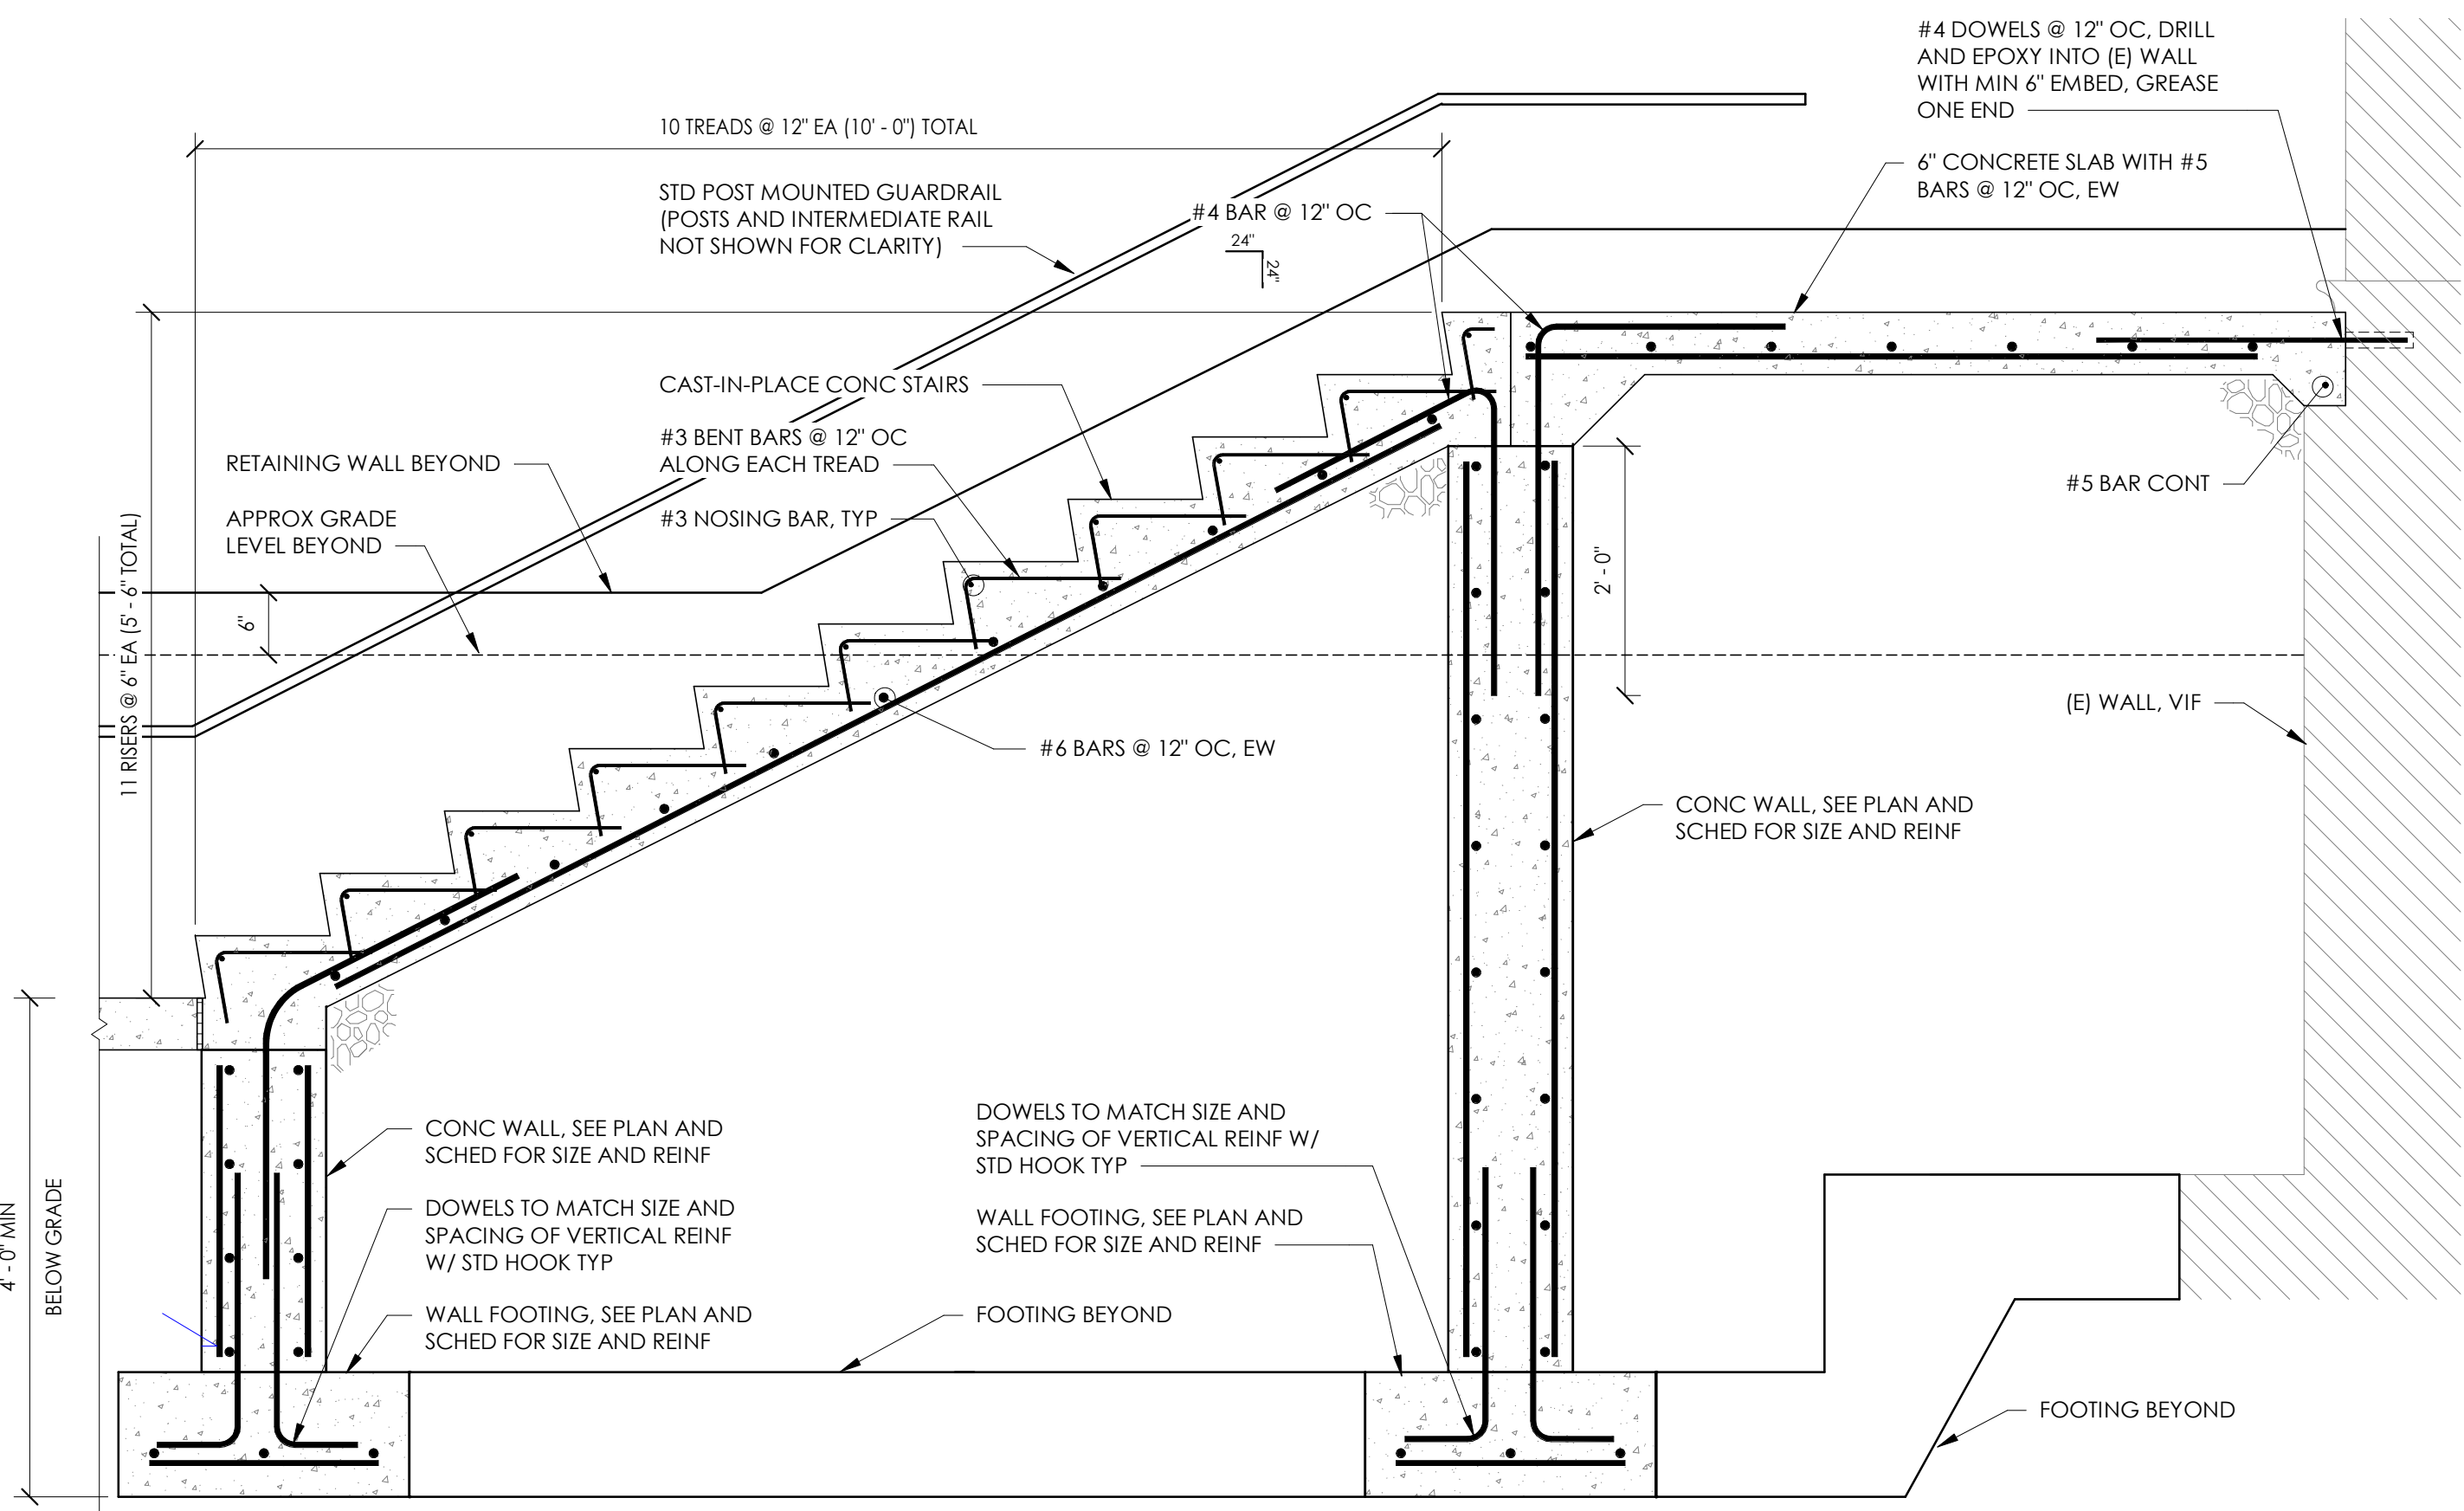 #4 DOWELS @ 12" OC, DRILL
AND EPOXY INTO (E) WALL
WITH MIN 6" EMBED, GREASE
ONE END
10 TREADS @ 12" EA (10' - 0") TOTAL
6" CONCRETE SLAB WITH #5
BARS @ 12" OC, EW
STD POST MOUNTED GUARDRAIL
(POSTS AND INTERMEDIATE RAIL
NOT SHOWN FOR CLARITY)
#4 BAR @ 12" OC
24"
24"
CAST-IN-PLACE CONC STAIRS
#3 BENT BARS @ 12" OC
ALONG EACH TREAD
RETAINING WALL BEYOND
#5 BAR CONT
APPROX GRADE
LEVEL BEYOND
#3 NOSING BAR, TYP
11 RISERS @ 6" EA (5' - 6" TOTAL)
6"
2' - 0"
(E) WALL, VIF
#6 BARS @ 12" OC, EW
CONC WALL, SEE PLAN AND
SCHED FOR SIZE AND REINF
CONC WALL, SEE PLAN AND
SCHED FOR SIZE AND REINF
DOWELS TO MATCH SIZE AND
SPACING OF VERTICAL REINF W/
STD HOOK TYP
DOWELS TO MATCH SIZE AND
SPACING OF VERTICAL REINF
W/ STD HOOK TYP
WALL FOOTING, SEE PLAN AND
SCHED FOR SIZE AND REINF
4' - 0" MIN
BELOW GRADE
WALL FOOTING, SEE PLAN AND
SCHED FOR SIZE AND REINF
FOOTING BEYOND
FOOTING BEYOND